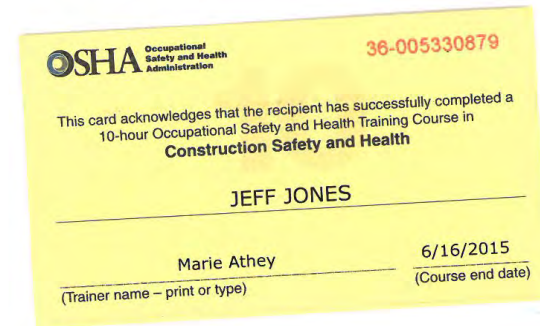 OSHA
Occupational
Safety and Health
Administration
36-005330879
This card acknowledges that the recipient has successfully completed a
10-hour Occupational Safety and Health Training Course in
Construction Safety and Health
JEFF JONES
Marie Athey
6/16/2015
(Trainer name – print or type)
(Course end date)